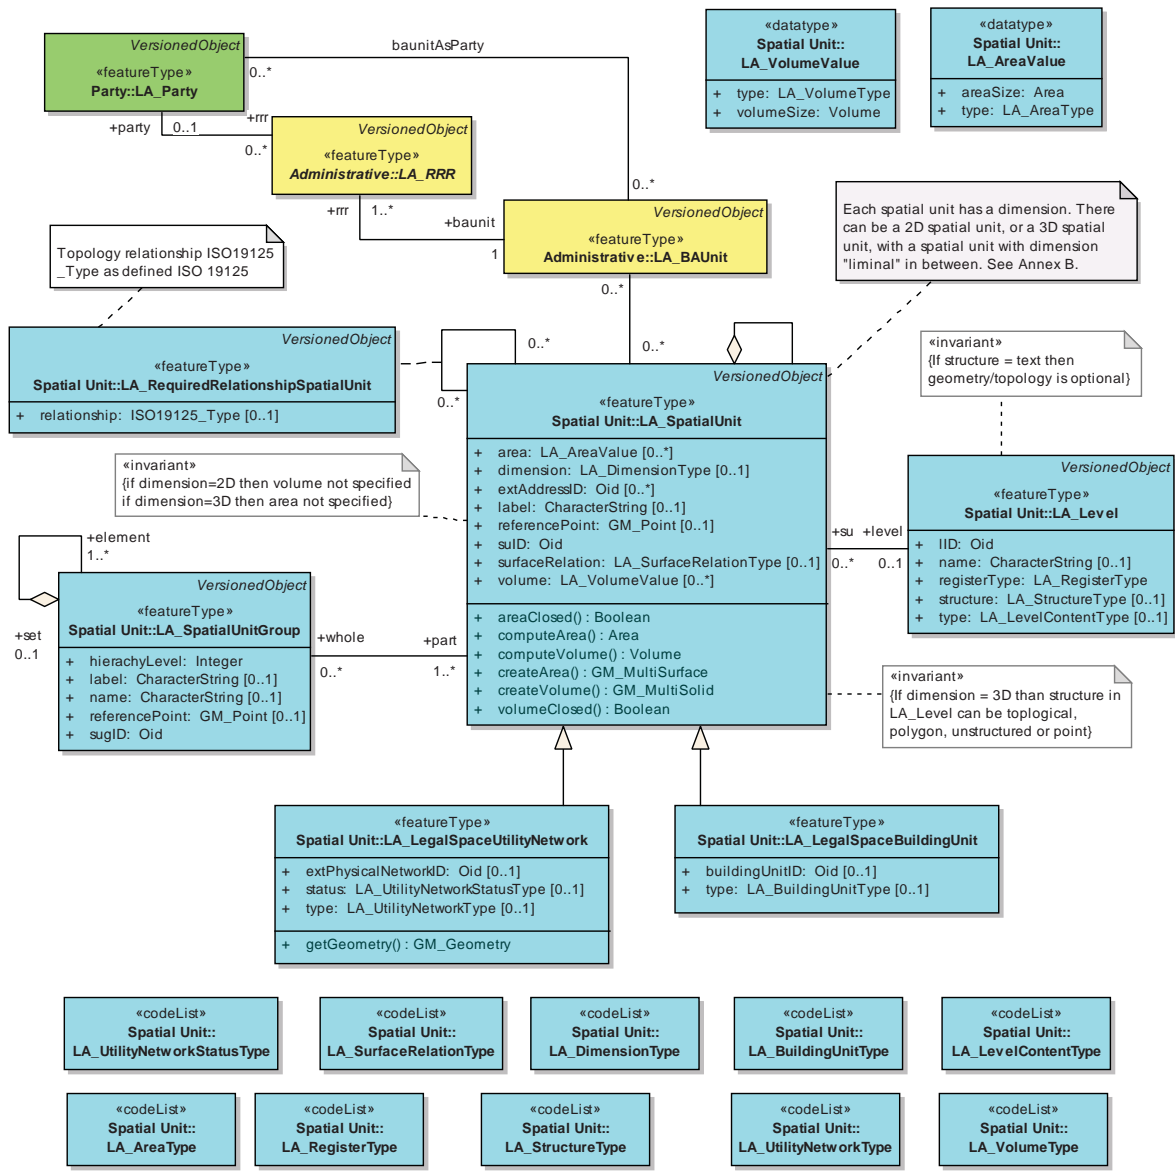 VersionedObject
«featureType»
Party::LA_Party
baunitAsParty
0..*
+party
0..1
+rrr
0..*
VersionedObject
«featureType»
Administrative::LA_RRR
+rrr
1..*
+baunit
1
0..*
VersionedObject
«featureType»
Administrative::LA_BAUnit
0..*
0..*
«datatype»
Spatial Unit::
LA_VolumeValue
+ type: LA_VolumeType
+ volumeSize: Volume
«datatype»
Spatial Unit::
LA_AreaValue
+ areaSize: Area
+ type: LA_AreaType
Each spatial unit has a dimension. There
can be a 2D spatial unit, or a 3D spatial
unit, with a spatial unit with dimension
"liminal" in between. See Annex B.
Topology relationship ISO19125
_Type as defined ISO 19125
VersionedObject
«featureType»
Spatial Unit::LA_RequiredRelationshipSpatialUnit
+ relationship: ISO19125_Type [0..1]
0..*
0..*
«invariant»
{If structure = text then
geometry/topology is optional}
«invariant»
{if dimension=2D then volume not specified
if dimension=3D then area not specified}
VersionedObject
«featureType»
Spatial Unit::LA_SpatialUnit
+ area: LA_AreaValue [0..*]
+ dimension: LA_DimensionType [0..1]
+ extAddressID: Oid [0..*]
+ label: CharacterString [0..1]
+ referencePoint: GM_Point [0..1]
+ suID: Oid
+ surfaceRelation: LA_SurfaceRelationType [0..1]
+ volume: LA_VolumeValue [0..*]
+ areaClosed() : Boolean
+ computeArea() : Area
+ computeVolume() : Volume
+ createArea() : GM_MultiSurface
+ createVolume() : GM_MultiSolid
+ volumeClosed() : Boolean
+su
0..*
+level
0..1
VersionedObject
«featureType»
Spatial Unit::LA_Level
+ lID: Oid
+ name: CharacterString [0..1]
+ registerType: LA_RegisterType
+ structure: LA_StructureType [0..1]
+ type: LA_LevelContentType [0..1]
+element
1..*
+set
0..1
VersionedObject
«featureType»
Spatial Unit::LA_SpatialUnitGroup
+ hierachyLevel: Integer
+ label: CharacterString [0..1]
+ name: CharacterString [0..1]
+ referencePoint: GM_Point [0..1]
+ sugID: Oid
+whole
0..*
+part
1..*
«invariant»
{If dimension = 3D than structure in
LA_Level can be toplogical,
polygon, unstructured or point}
«featureType»
Spatial Unit::LA_LegalSpaceUtilityNetwork
+ extPhysicalNetworkID: Oid [0..1]
+ status: LA_UtilityNetworkStatusType [0..1]
+ type: LA_UtilityNetworkType [0..1]
+ getGeometry() : GM_Geometry
«featureType»
Spatial Unit::LA_LegalSpaceBuildingUnit
+ buildingUnitID: Oid [0..1]
+ type: LA_BuildingUnitType [0..1]
«codeList»
Spatial Unit::
LA_UtilityNetworkStatusType
«codeList»
Spatial Unit::
LA_SurfaceRelationType
«codeList»
Spatial Unit::
LA_DimensionType
«codeList»
Spatial Unit::
LA_BuildingUnitType
«codeList»
Spatial Unit::
LA_LevelContentType
«codeList»
Spatial Unit::
LA_AreaType
«codeList»
Spatial Unit::
LA_RegisterType
«codeList»
Spatial Unit::
LA_StructureType
«codeList»
Spatial Unit::
LA_UtilityNetworkType
«codeList»
Spatial Unit::
LA_VolumeType